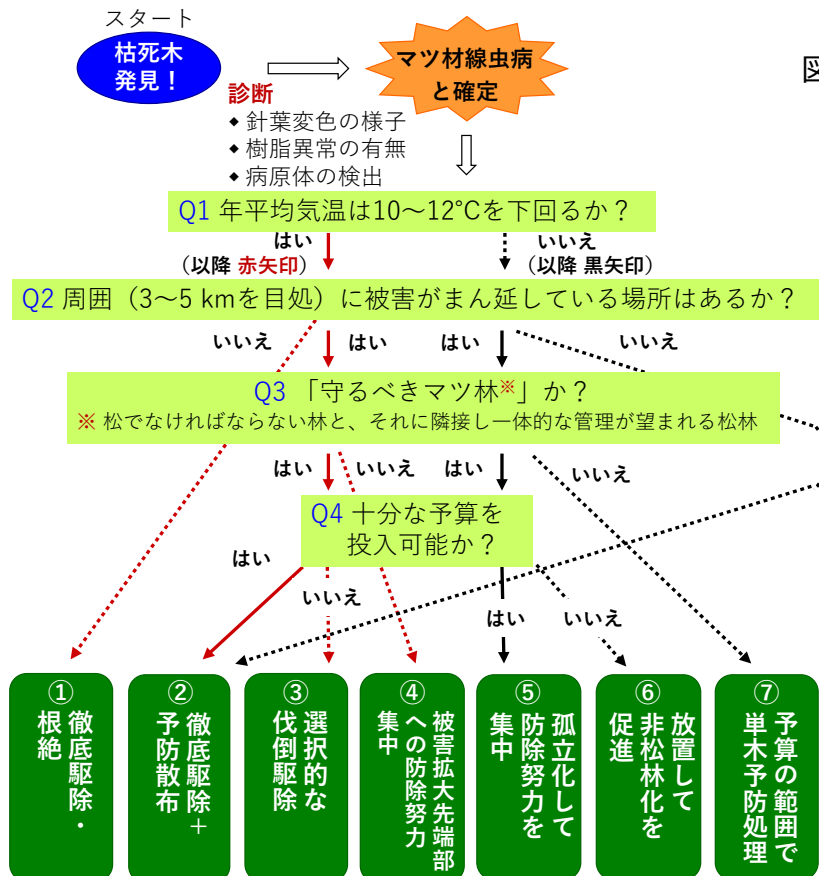 スタート
枯死木
発見！
マツ材線虫病
と確定
図
診断
◆ 針葉変色の様子
◆ 樹脂異常の有無
◆ 病原体の検出
Q1 年平均気温は10～12℃を下回るか？
はい
（以降 赤矢印）
いいえ
（以降 黒矢印）
Q2 周囲（3～5 kmを目処）に被害がまん延している場所はあるか？
いいえ
はい
はい
いいえ
Q3 「守るべきマツ林※」か？
※ 松でなければならない林と、それに隣接し一体的な管理が望まれる松林
はい
いいえ
はい
いいえ
Q4 十分な予算を
投入可能か？
はい
いいえ
はい
いいえ
①
徹底駆除・
根絶
②
徹底駆除＋
予防散布
③
選択的な
伐倒駆除
④
被害拡大先端部
への防除努力
集中
⑤
孤立化して
防除努力を
集中
⑥
放置して
非松林化を
促進
⑦
予算の範囲で
単木予防処理